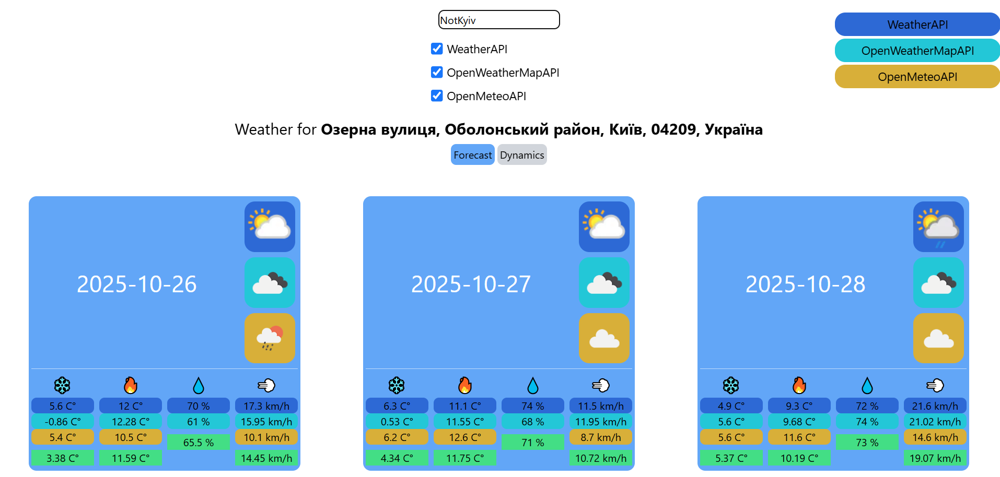 NotKyiv
WeatherAPI
OpenWeatherMapAPI
OpenMeteoAPI
WeatherAPI
OpenWeatherMapAPI
OpenMeteoAPI
Weather for Озерна вулиця, Оболонський район, Київ, 04209, Україна
Forecast Dynamics
2025-10-26
5.6 C° 12 C° 70 % 17.3 km/h
-0.86 C° 12.28 C° 61 % 15.95 km/h
5.4 C° 10.5 C° 10.1 km/h
65.5 %
3.38 C° 11.59 C° 14.45 km/h
2025-10-27
6.3 C° 11.1 C° 74 % 11.5 km/h
0.53 C° 11.55 C° 68 % 11.95 km/h
6.2 C° 12.6 C° 8.7 km/h
71 %
4.34 C° 11.75 C° 10.72 km/h
2025-10-28
4.9 C° 9.3 C° 72 % 21.6 km/h
5.6 C° 9.68 C° 74 % 21.02 km/h
5.6 C° 11.6 C° 14.6 km/h
73 %
5.37 C° 10.19 C° 19.07 km/h